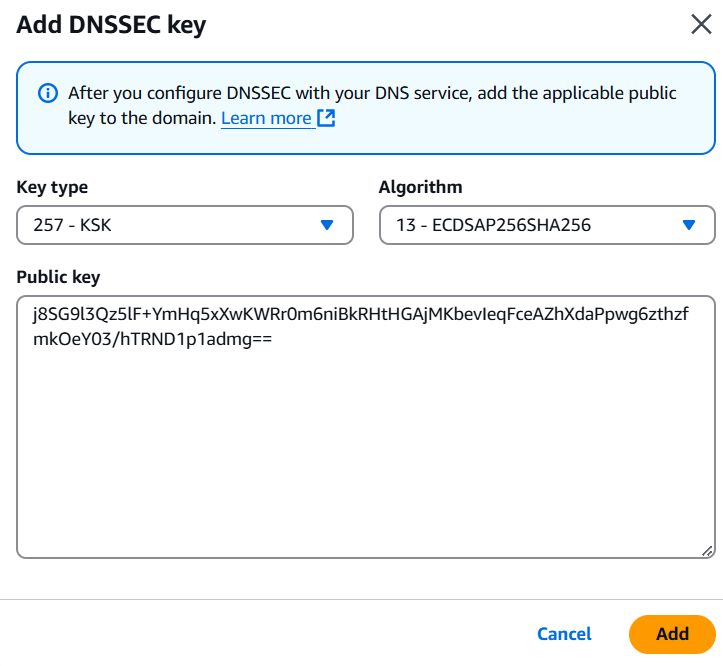 Add DNSSEC key
After you configure DNSSEC with your DNS service, add the applicable public
key to the domain. Learn more
Key type
Algorithm
257 - KSK
13 - ECDSAP256SHA256
Public key
j8SG9l3Qz5lF+YmHq5xXwKWRr0m6niBkRHtHGAjMKbevIeqFceAZhXdaPpwg6zthzf
mkOeY03/hTRND1p1admg==
Cancel
Add